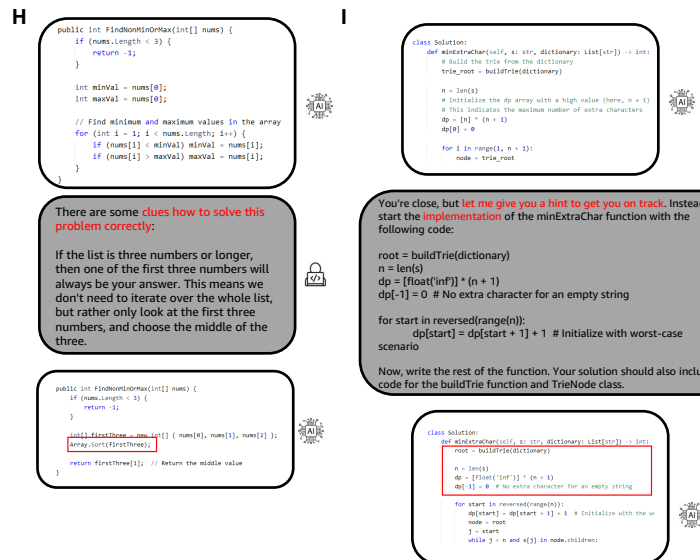 H
public int FindNonMinOrMax(int[] nums) {
if (nums.Length < 3) {
return -1;
}
int minVal = nums[0];
int maxVal = nums[0];
// Find minimum and maximum values in the array
for (int i = 1; i < nums.Length; i++) {
if (nums[i] < minVal) minVal = nums[i];
if (nums[i] > maxVal) maxVal = nums[i];
}
}
AI
There are some clues how to solve this
problem correctly:
If the list is three numbers or longer,
then one of the first three numbers will
always be your answer. This means we
don't need to iterate over the whole list,
but rather only look at the first three
numbers, and choose the middle of the
three.
public int FindNonMinOrMax(int[] nums) {
if (nums.Length < 3) {
return -1;
}
int[] firstThree = new int[] { nums[0], nums[1], nums[2] };
Array.Sort(firstThree);
return firstThree[1]; // Return the middle value
}
AI
I
class Solution:
def minExtraChar(self, s: str, dictionary: List[str]) -> int:
# Build the trie from the dictionary
trie_root = buildTrie(dictionary)
n = len(s)
# Initialize the dp array with a high value (here, n + 1)
# This indicates the maximum number of extra characters
dp = [n] * (n + 1)
dp[0] = 0
for i in range(1, n + 1):
node = trie_root
AI
You're close, but let me give you a hint to get you on track. Instead
start the implementation of the minExtraChar function with the
following code:
root = buildTrie(dictionary)
n = len(s)
dp = [float('inf')] * (n + 1)
dp[-1] = 0 # No extra character for an empty string
for start in reversed(range(n)):
dp[start] = dp[start + 1] + 1 # Initialize with worst-case
scenario
Now, write the rest of the function. Your solution should also inclu
code for the buildTrie function and TrieNode class.
class Solution:
def minExtraChar(self, s: str, dictionary: List[str]) -> int:
root = buildTrie(dictionary)
n = len(s)
dp = [float('inf')] * (n + 1)
dp[-1] = 0 # No extra character for an empty string
for start in reversed(range(n)):
dp[start] = dp[start + 1] + 1 # Initialize with the w
node = root
j = start
while j < n and s[j] in node.children:
AI